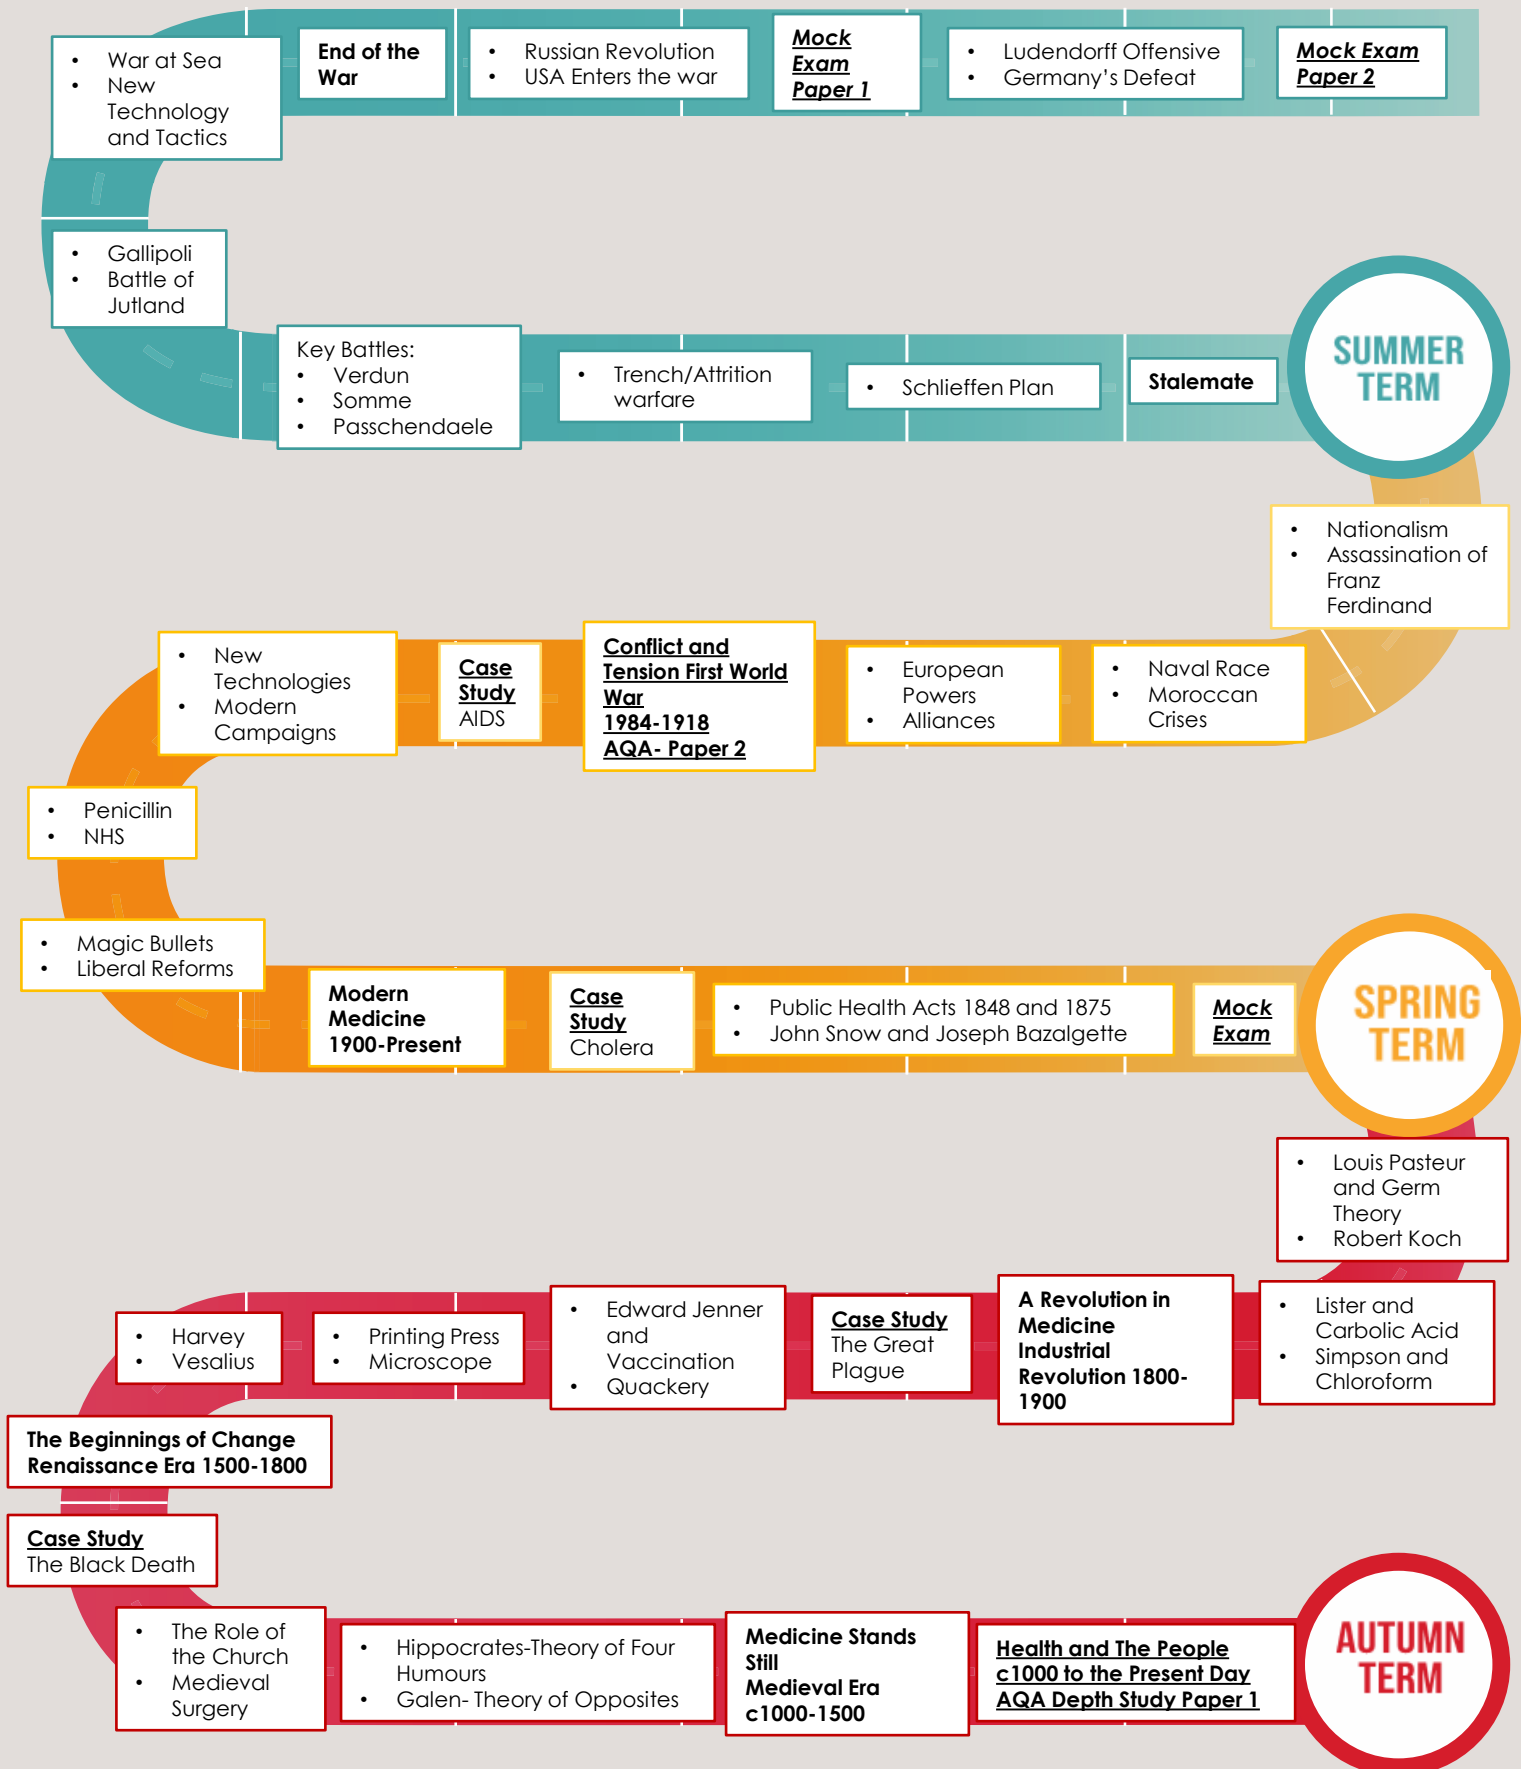 • War at Sea
• New
Technology
and Tactics
End of the
War
• Russian Revolution
• USA Enters the war
Mock
Exam
Paper 1
• Ludendorff Offensive
• Germany’s Defeat
Mock Exam
Paper 2
• Gallipoli
• Battle of
Jutland
Key Battles:
• Verdun
• Somme
• Passchendaele
• Trench/Attrition
warfare
• Schlieffen Plan
Stalemate
SUMMER
TERM
• Nationalism
• Assassination of
Franz
Ferdinand
• New
Technologies
• Modern
Campaigns
Case
Study
AIDS
Conflict and
Tension First World
War
1984-1918
AQA- Paper 2
• European
Powers
• Alliances
• Naval Race
• Moroccan
Crises
• Penicillin
• NHS
• Magic Bullets
• Liberal Reforms
Modern
Medicine
1900-Present
Case
Study
Cholera
• Public Health Acts 1848 and 1875
• John Snow and Joseph Bazalgette
Mock
Exam
SPRING
TERM
• Louis Pasteur
and Germ
Theory
• Robert Koch
• Harvey
• Vesalius
• Printing Press
• Microscope
• Edward Jenner
and
Vaccination
• Quackery
Case Study
The Great
Plague
A Revolution in
Medicine
Industrial
Revolution 1800-
1900
• Lister and
Carbolic Acid
• Simpson and
Chloroform
The Beginnings of Change
Renaissance Era 1500-1800
Case Study
The Black Death
• The Role of
the Church
• Medieval
Surgery
• Hippocrates-Theory of Four
Humours
• Galen- Theory of Opposites
Medicine Stands
Still
Medieval Era
c1000-1500
Health and The People
c1000 to the Present Day
AQA Depth Study Paper 1
AUTUMN
TERM